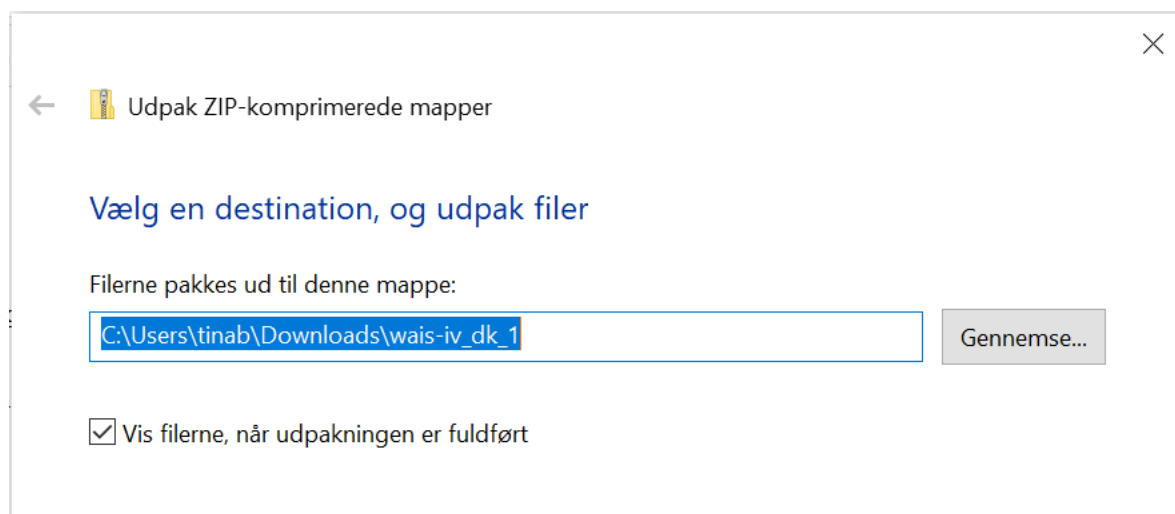 Udpak ZIP-komprimerede mapper
Vælg en destination, og udpak filer
Filerne pakkes ud til denne mappe:
C:\Users\tinab\Downloads\wais-iv_dk_1
Gennemse...
Vis filerne, når udpakningen er fuldført